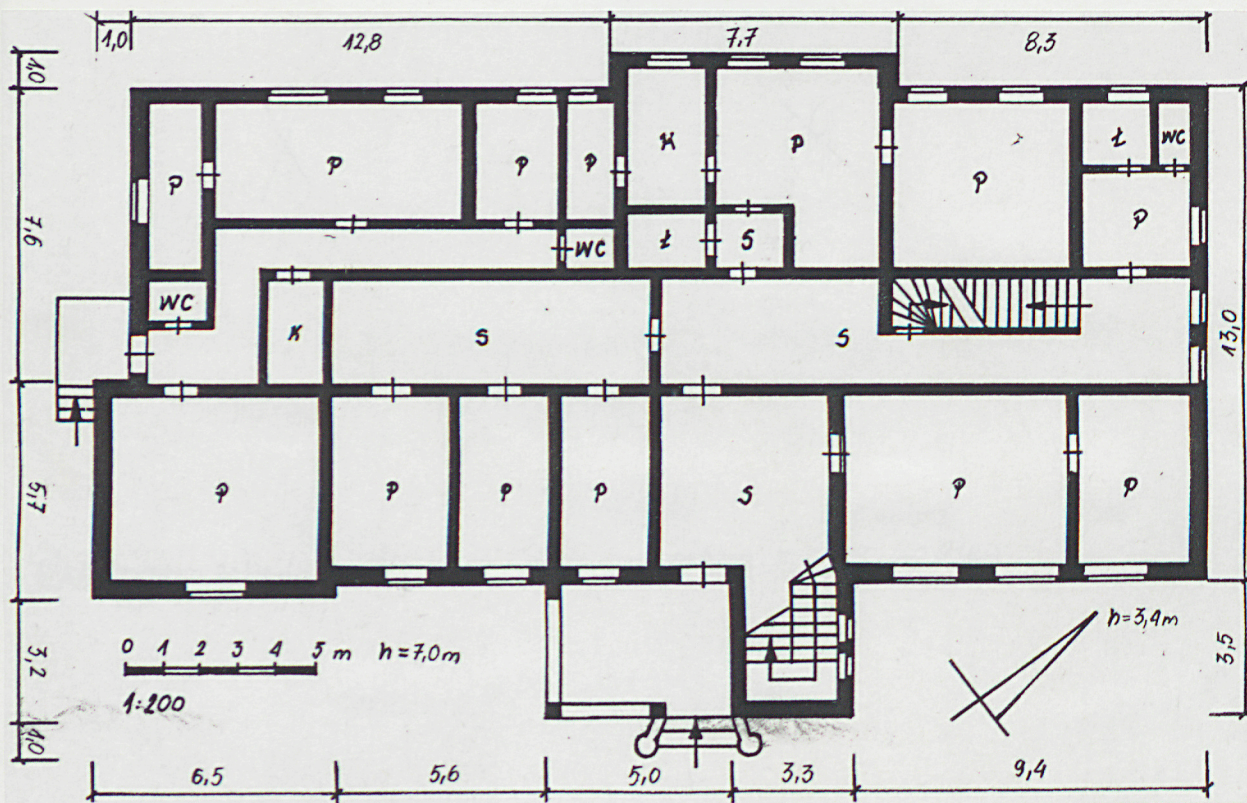 1,0 12,8 7,7 8,3
1,0
K P Ł WC
P P P P P
7,6 P
Ł S
WC
WC
K S S 13,0
5,7 P P P P S P P
0 1 2 3 4 5 m h=7,0m h=3,4m
3,2 3,5
1:200
1,0
6,5 5,6 5,0 3,3 9,4